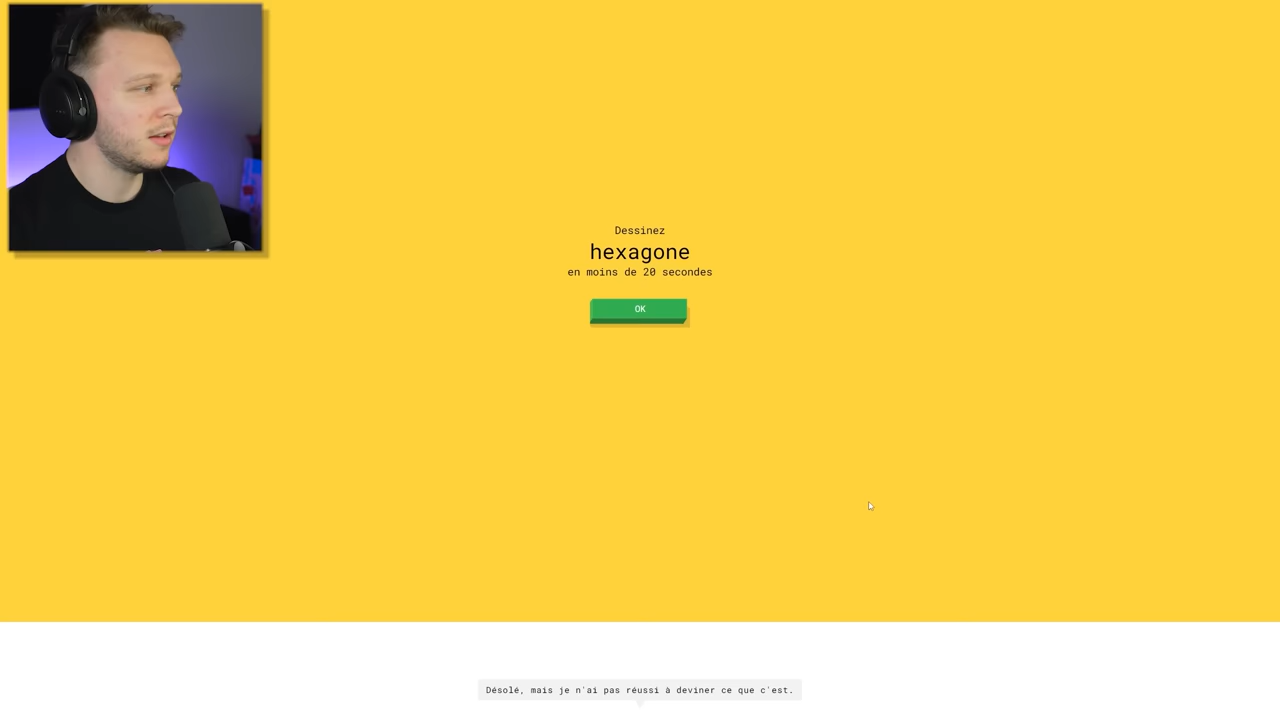 Dessinez
hexagone
en moins de 20 secondes
OK
Désolé, mais je n'ai pas réussi à deviner ce que c'est.